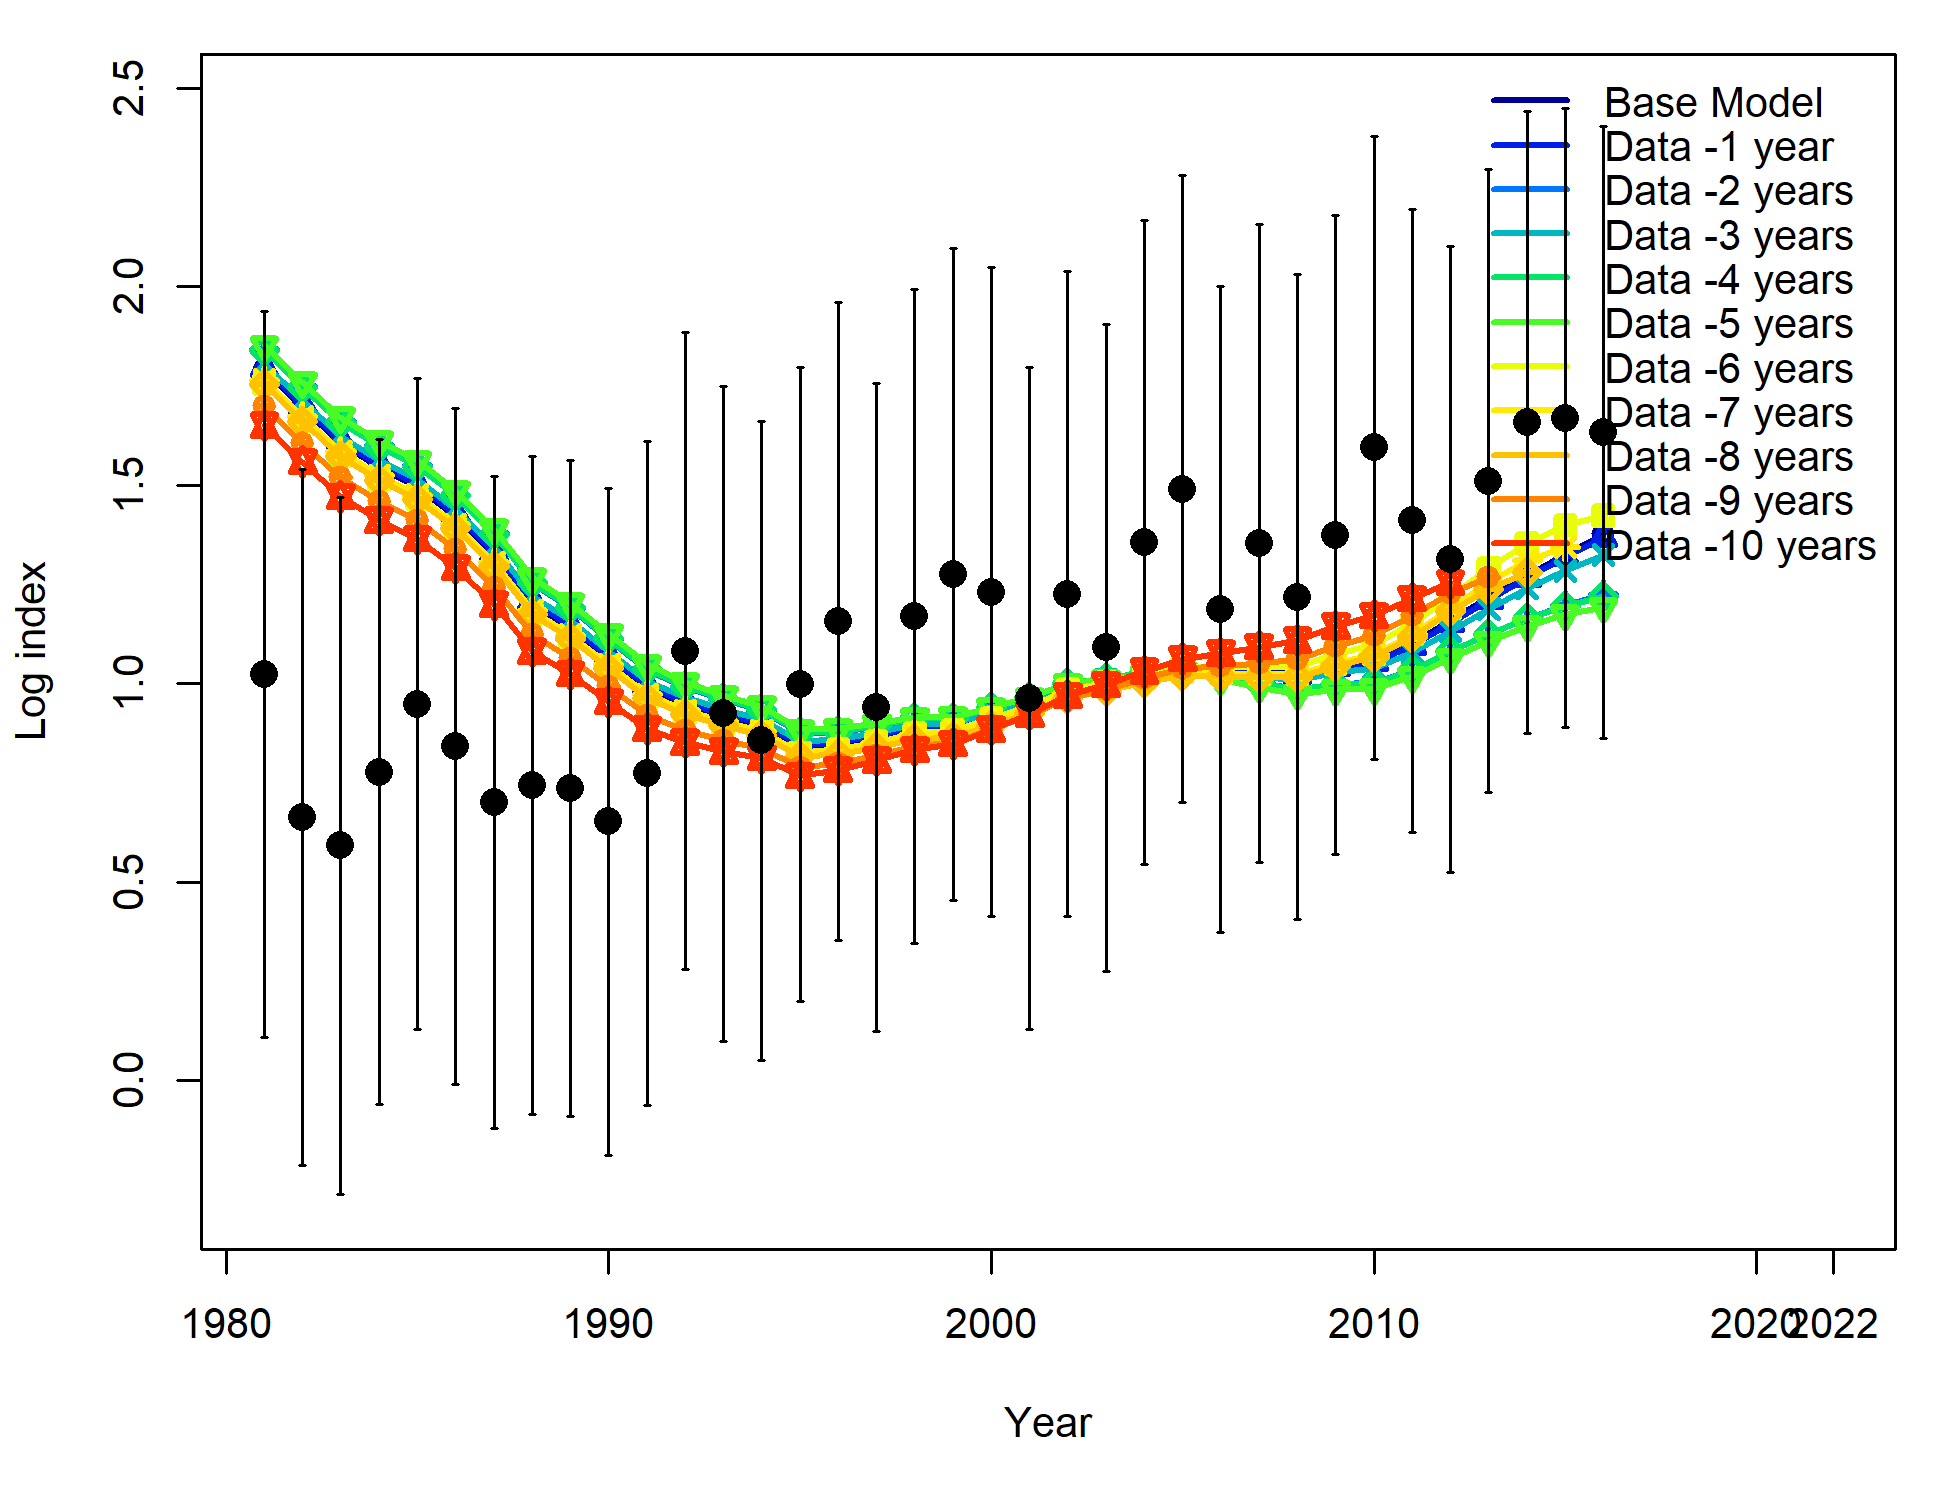 2.5
2.0
1.5
1.0
0.5
0.0
Log index
Base Model
Data -1 year
Data -2 years
Data -3 years
Data -4 years
Data -5 years
Data -6 years
Data -7 years
Data -8 years
Data -9 years
Data -10 years
1980 1990 2000 2010 2020 2022
Year